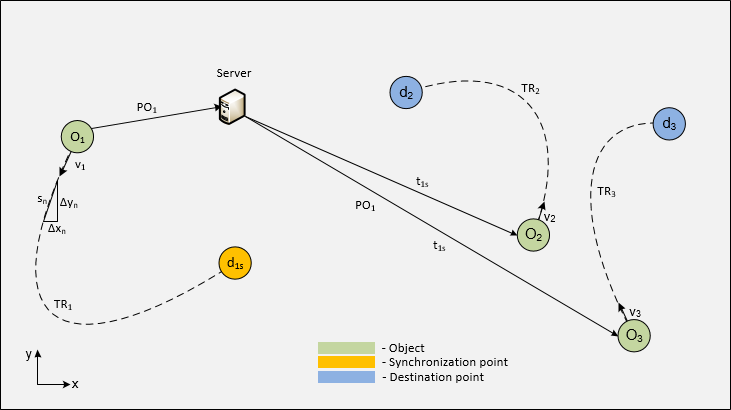 Server
PO1
O1
v1
sn
Δyn
Δxn
TR1
d1s
d2
TR2
d3
TR3
t1s
PO1
t1s
O2
v2
O3
v3
y
x
- Object
- Synchronization point
- Destination point